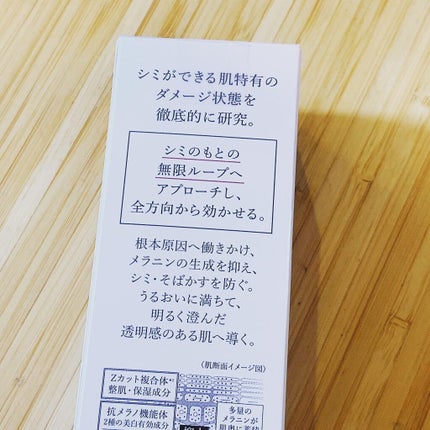 シミができる肌特有の
ダメージ状態を
徹底的に研究。
シミのもとの
無限ループへ
アプローチし、
全方向から効かせる。
根本原因へ働きかけ、
メラニンの生成を抑え、
シミ・そばかすを防ぐ。
うるおいに満ちて、
明るく澄んだ
透明感のある肌へ導く。
(肌断面イメージ図)
Zカット複合体
整肌・保湿成分
抗メラノ機能体
2種の美白有効成分
多量の
メラニンが